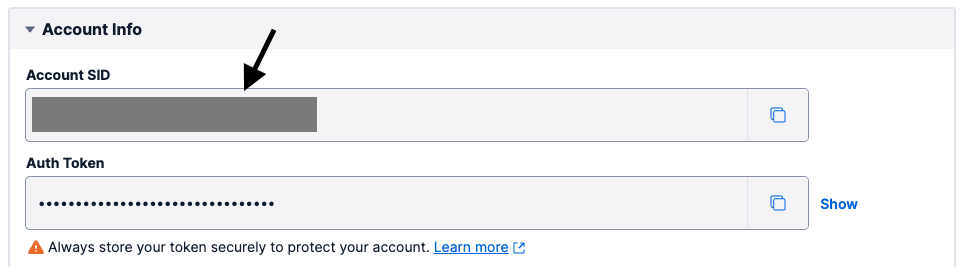 Account Info
Account SID
Auth Token
••••••••••••••••••••••••••••••••
Show
Always store your token securely to protect your account. Learn more